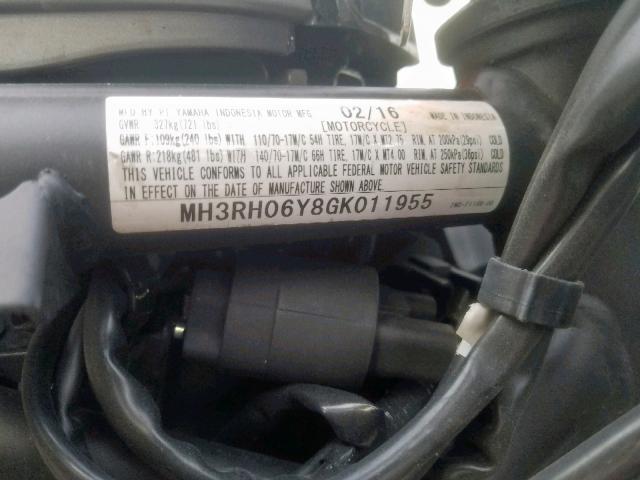 MFD BY PT YAMAHA INDONESIA MOTOR MFG 02/16 MADE IN INDONESIA
GVWR 327kg(721 lbs) [MOTORCYCLE]
GAWR F:109kg(240 lbs)WITH 110/70-17M/C 54H TIRE, 17M/C X MT2.75 RIM, AT 200kPa(29psi) COLD
GAWR R:218kg(481 lbs)WITH 140/70-17M/C 66H TIRE, 17M/C X MT4.00 RIM, AT 250kPa(36psi) COLD
THIS VEHICLE CONFORMS TO ALL APPLICABLE FEDERAL MOTOR VEHICLE SAFETY STANDARDS
IN EFFECT ON THE DATE OF MANUFACTURE SHOWN ABOVE.
MH3RH06Y8GK011955